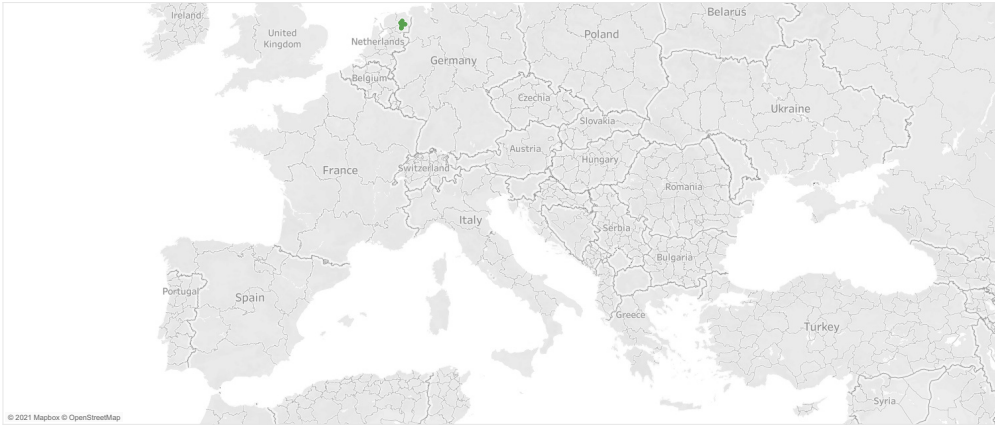 Ireland
Belarus
United
Kingdom
Poland
Netherlands
Germany
Belgium
Czechia
Ukraine
Slovakia
Austria
Hungary
France
Switzerland
Romania
Italy
Serbia
Bulgaria
Portugal
Spain
Greece
Turkey
Syria
© 2021 Mapbox © OpenStreetMap